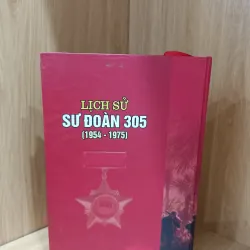 LỊCH SỬ
SƯ ĐOÀN 305
(1954 - 1975)